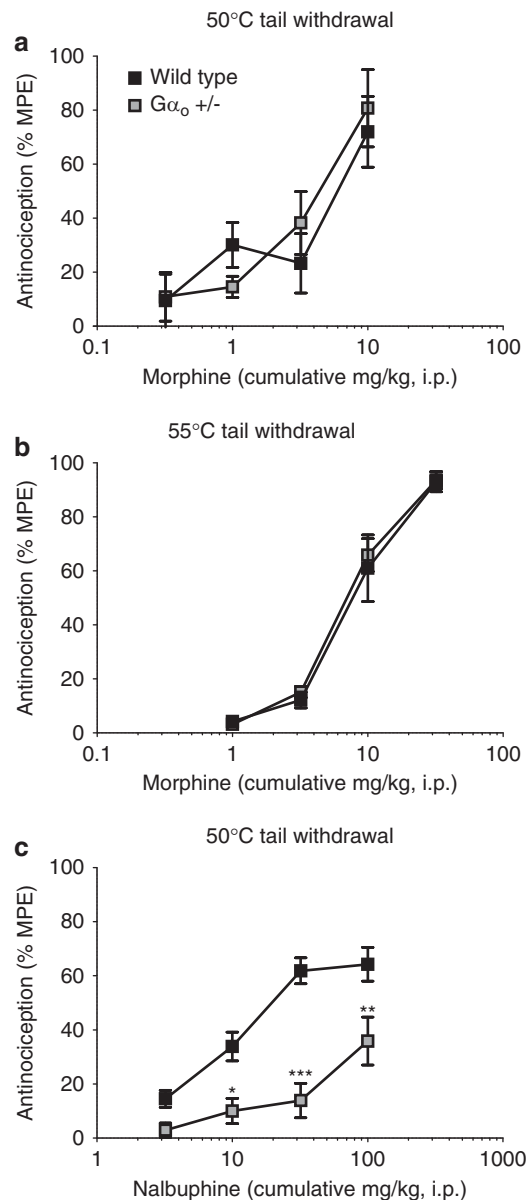 50°C tail withdrawal
a
Antinociception (% MPE)
100
80
60
40
20
0
Wild type
Gαo +/-
0.1 1 10 100
Morphine (cumulative mg/kg, i.p.)
55°C tail withdrawal
b
Antinociception (% MPE)
100
80
60
40
20
0
0.1 1 10 100
Morphine (cumulative mg/kg, i.p.)
50°C tail withdrawal
c
Antinociception (% MPE)
100
80
60
40
20
0
* *** **
1 10 100 1000
Nalbuphine (cumulative mg/kg, i.p.)